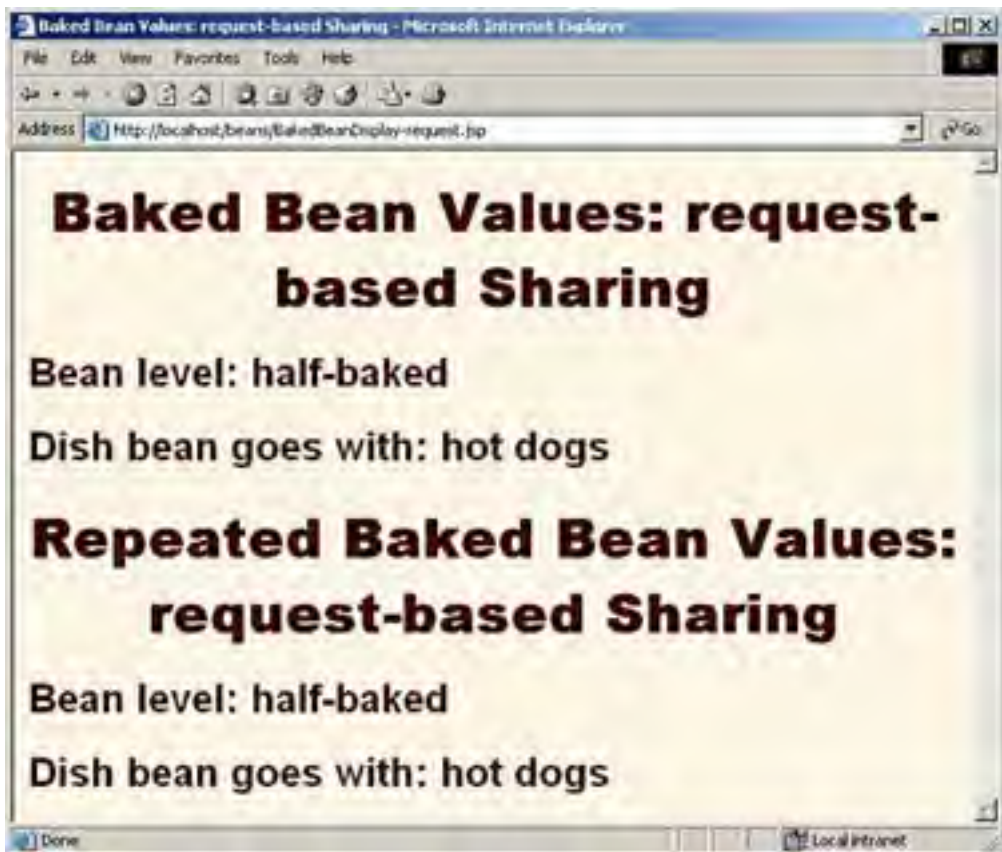 Baked Bean Values: request-based Sharing - Microsoft Internet Explorer
File Edit View Favorites Tools Help
Address http://localhost/beans/BakedBeanDisplay-request.jsp Go
Baked Bean Values: request-
based Sharing
Bean level: half-baked
Dish bean goes with: hot dogs
Repeated Baked Bean Values:
request-based Sharing
Bean level: half-baked
Dish bean goes with: hot dogs
Done Local intranet